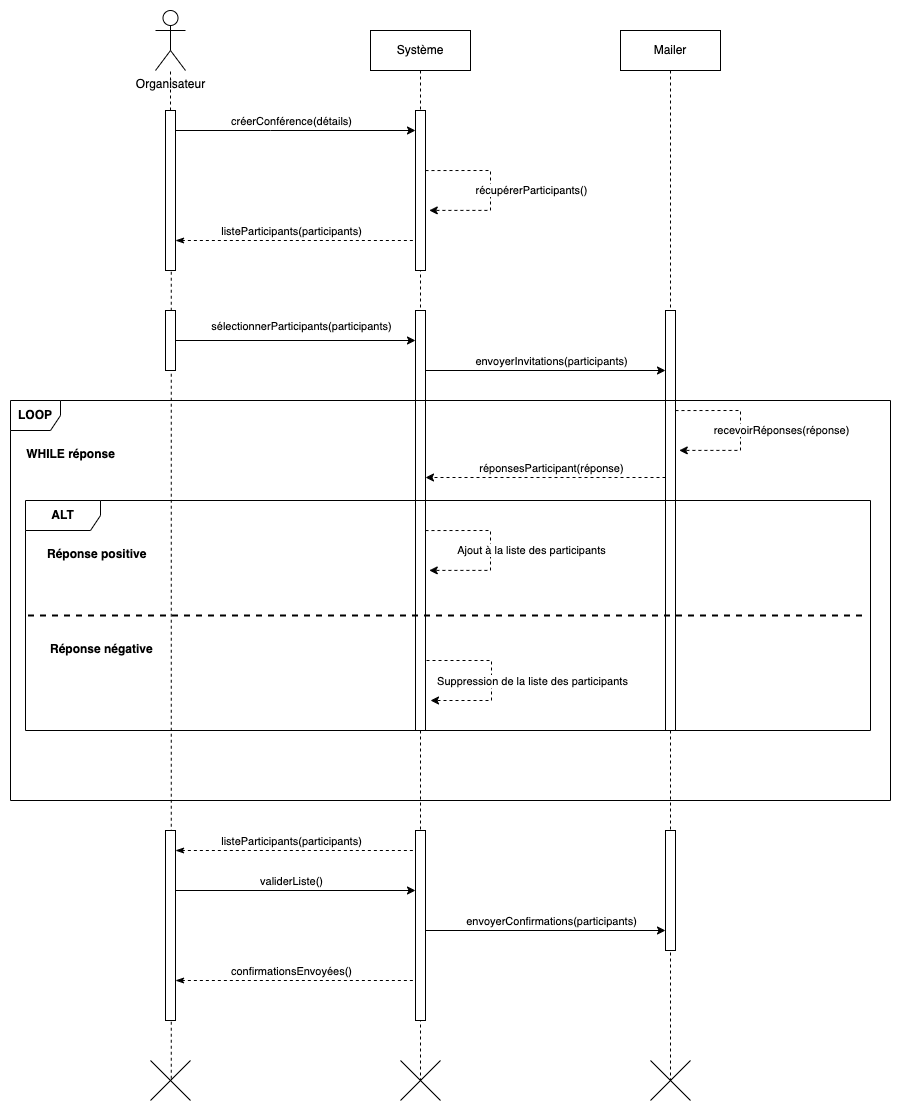 Organisateur
Système
Mailer
créerConférence(détails)
récupérerParticipants()
listeParticipants(participants)
sélectionnerParticipants(participants)
envoyerInvitations(participants)
LOOP
recevoirRéponses(réponse)
WHILE réponse
réponsesParticipant(réponse)
ALT
Réponse positive
Ajout à la liste des participants
Réponse négative
Suppression de la liste des participants
listeParticipants(participants)
validerListe()
envoyerConfirmations(participants)
confirmationsEnvoyées()